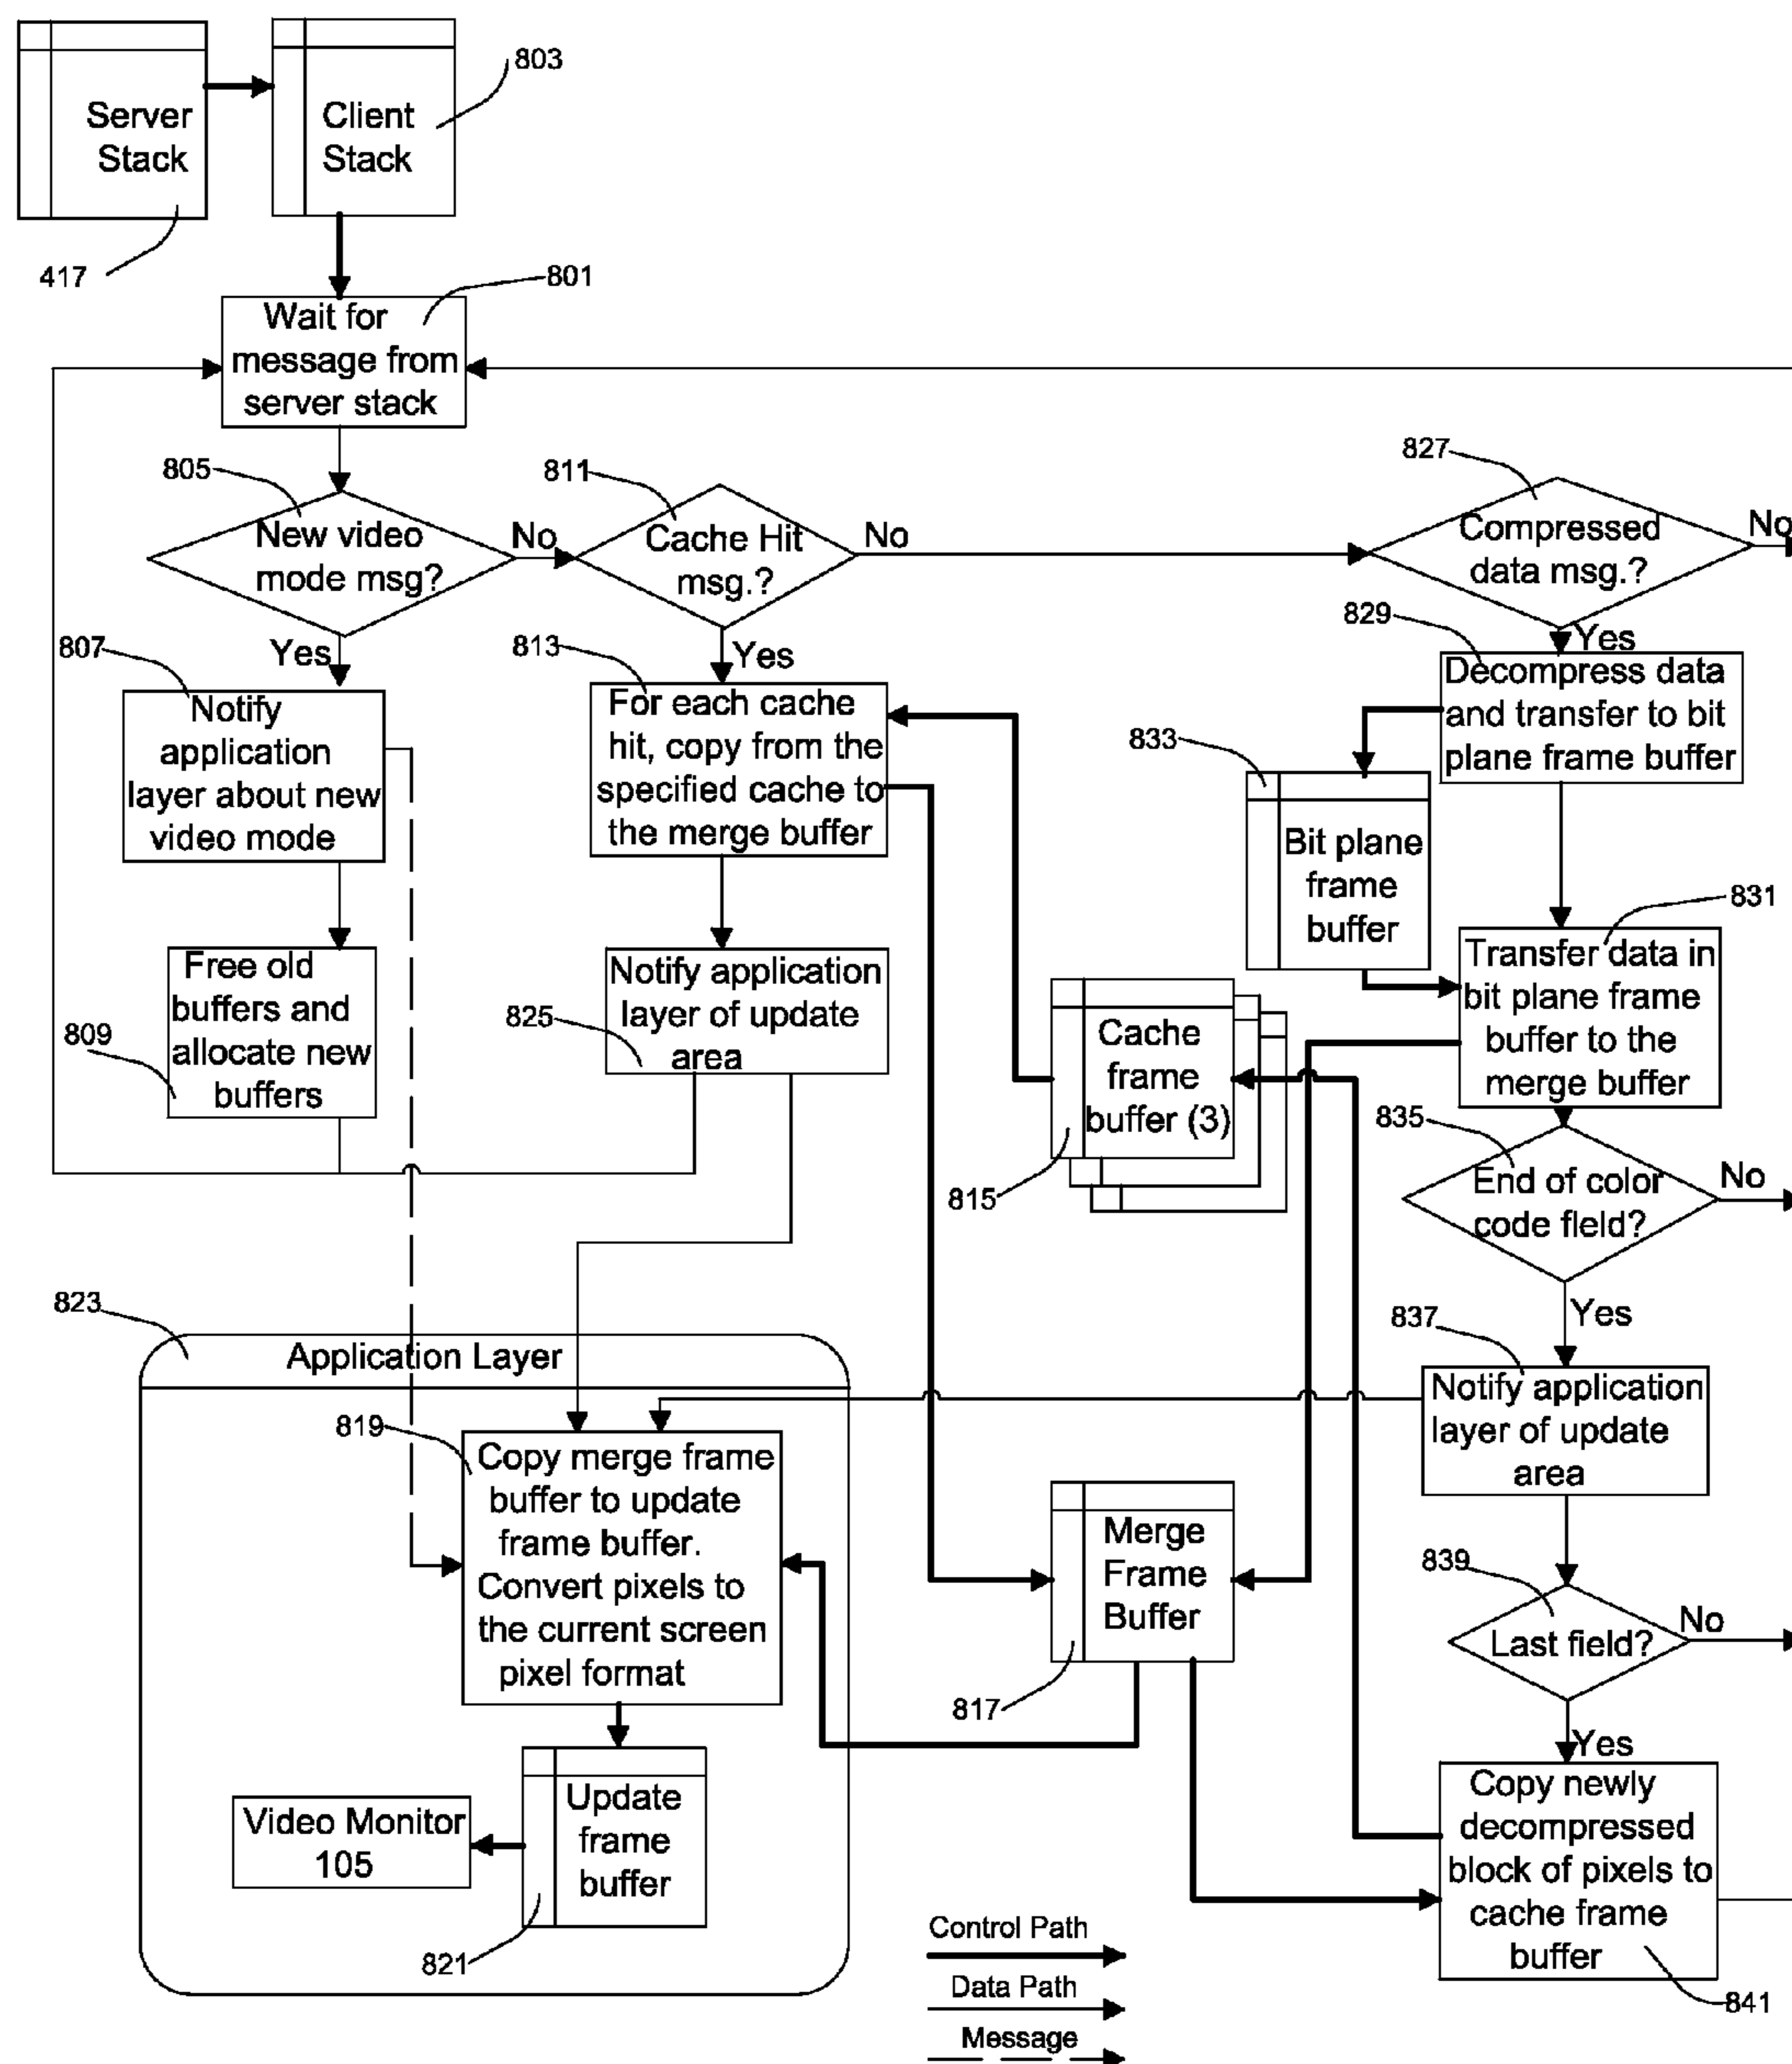 Server
Stack
Client
Stack
803
417
801
Wait for
message from
server stack
805
New video
mode msg?
No
811
Cache Hit
msg.?
No
827
Compressed
data msg.?
No
807
Yes
Notify
application
layer about new
video mode
813
Yes
For each cache
hit, copy from the
specified cache to
the merge buffer
829
Yes
Decompress data
and transfer to bit
plane frame buffer
833
Bit plane
frame
buffer
831
Transfer data in
bit plane frame
buffer to the
merge buffer
809
Free old
buffers and
allocate new
buffers
825
Notify application
layer of update
area
Cache
frame
buffer (3)
815
835
End of color
code field?
No
Yes
823
Application Layer
837
Notify application
layer of update
area
819
Copy merge frame
buffer to update
frame buffer.
Convert pixels to
the current screen
pixel format
Merge
Frame
Buffer
817
839
Last field?
No
Yes
Video Monitor
105
Update
frame
buffer
821
Copy newly
decompressed
block of pixels to
cache frame
buffer
841
Control Path
Data Path
Message